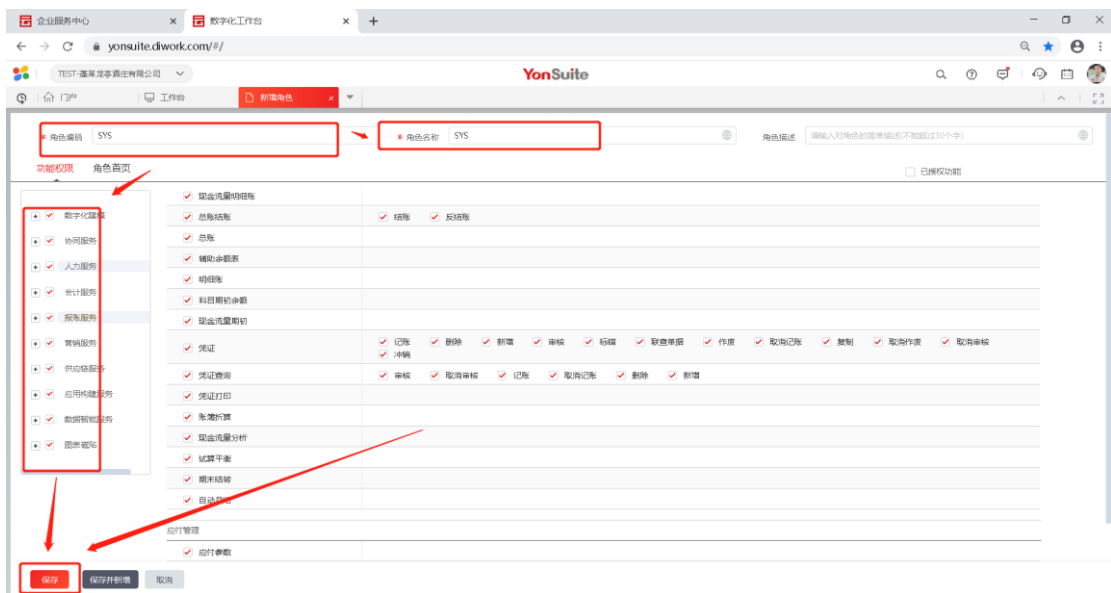 企业服务中心 × 数字化工作台 × +
yonsuite.diwork.com/#/
TEST-蓬莱龙亭酒庄有限公司 YonSuite
门户 工作台 新增角色 ×
* 角色编码 SYS * 角色名称 SYS 角色描述 请输入对角色的简单描述(不能超过30个字)
功能权限 角色首页 已授权功能
现金流量明细账
数字化建模 总账结账 结账 反结账
协同服务 总账
辅助余额表
人力服务 明细账
会计服务 科目期初余额
报账服务 现金流量期初
营销服务 凭证 记账 删除 新增 审核 标错 联查单据 作废 取消记账 复制 取消作废 取消审核
冲销
供应链服务 凭证查询 审核 取消审核 记账 取消记账 删除 新增
应用构建服务 凭证打印
数据智能服务 账簿折算
图表磁贴 现金流量分析
试算平衡
期末结转
应付管理
应付参数
保存 保存并新增 取消